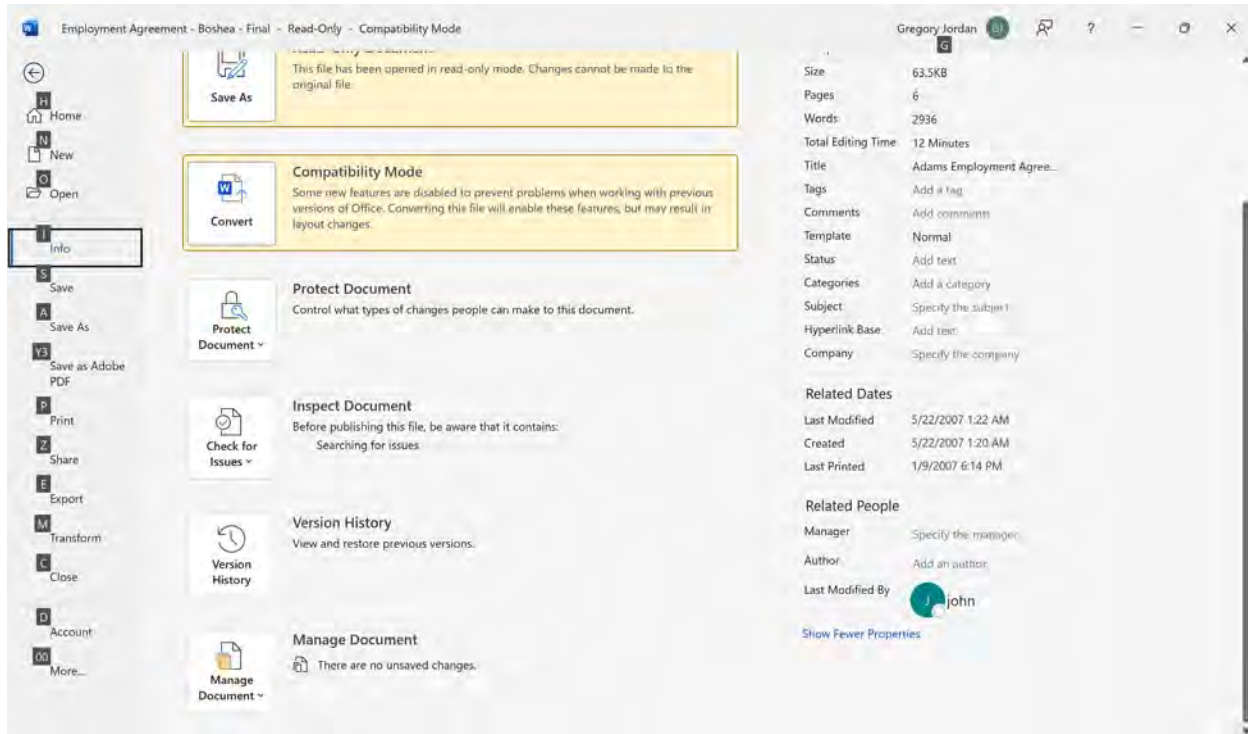 Employment Agreement - Boshea - Final - Read-Only - Compatibility Mode
Gregory Jordan
GJ
?
G
This file has been opened in read-only mode. Changes cannot be made to the
original file.
Save As
Compatibility Mode
Some new features are disabled to prevent problems when working with previous
versions of Office. Converting this file will enable these features, but may result in
layout changes.
Convert
Protect Document
Control what types of changes people can make to this document.
Protect
Document
Inspect Document
Before publishing this file, be aware that it contains:
Searching for issues
Check for
Issues
Version History
View and restore previous versions.
Version
History
Manage Document
There are no unsaved changes.
Manage
Document
H
Home
N
New
O
Open
I
Info
S
Save
A
Save As
Y3
Save as Adobe
PDF
P
Print
Z
Share
E
Export
M
Transform
C
Close
D
Account
00
More...
Size 63.5KB
Pages 6
Words 2936
Total Editing Time 12 Minutes
Title Adams Employment Agree...
Tags Add a tag
Comments Add comments
Template Normal
Status Add text
Categories Add a category
Subject Specify the subject
Hyperlink Base Add text
Company Specify the company
Related Dates
Last Modified 5/22/2007 1:22 AM
Created 5/22/2007 1:20 AM
Last Printed 1/9/2007 6:14 PM
Related People
Manager Specify the manager
Author Add an author
Last Modified By J john
Show Fewer Properties